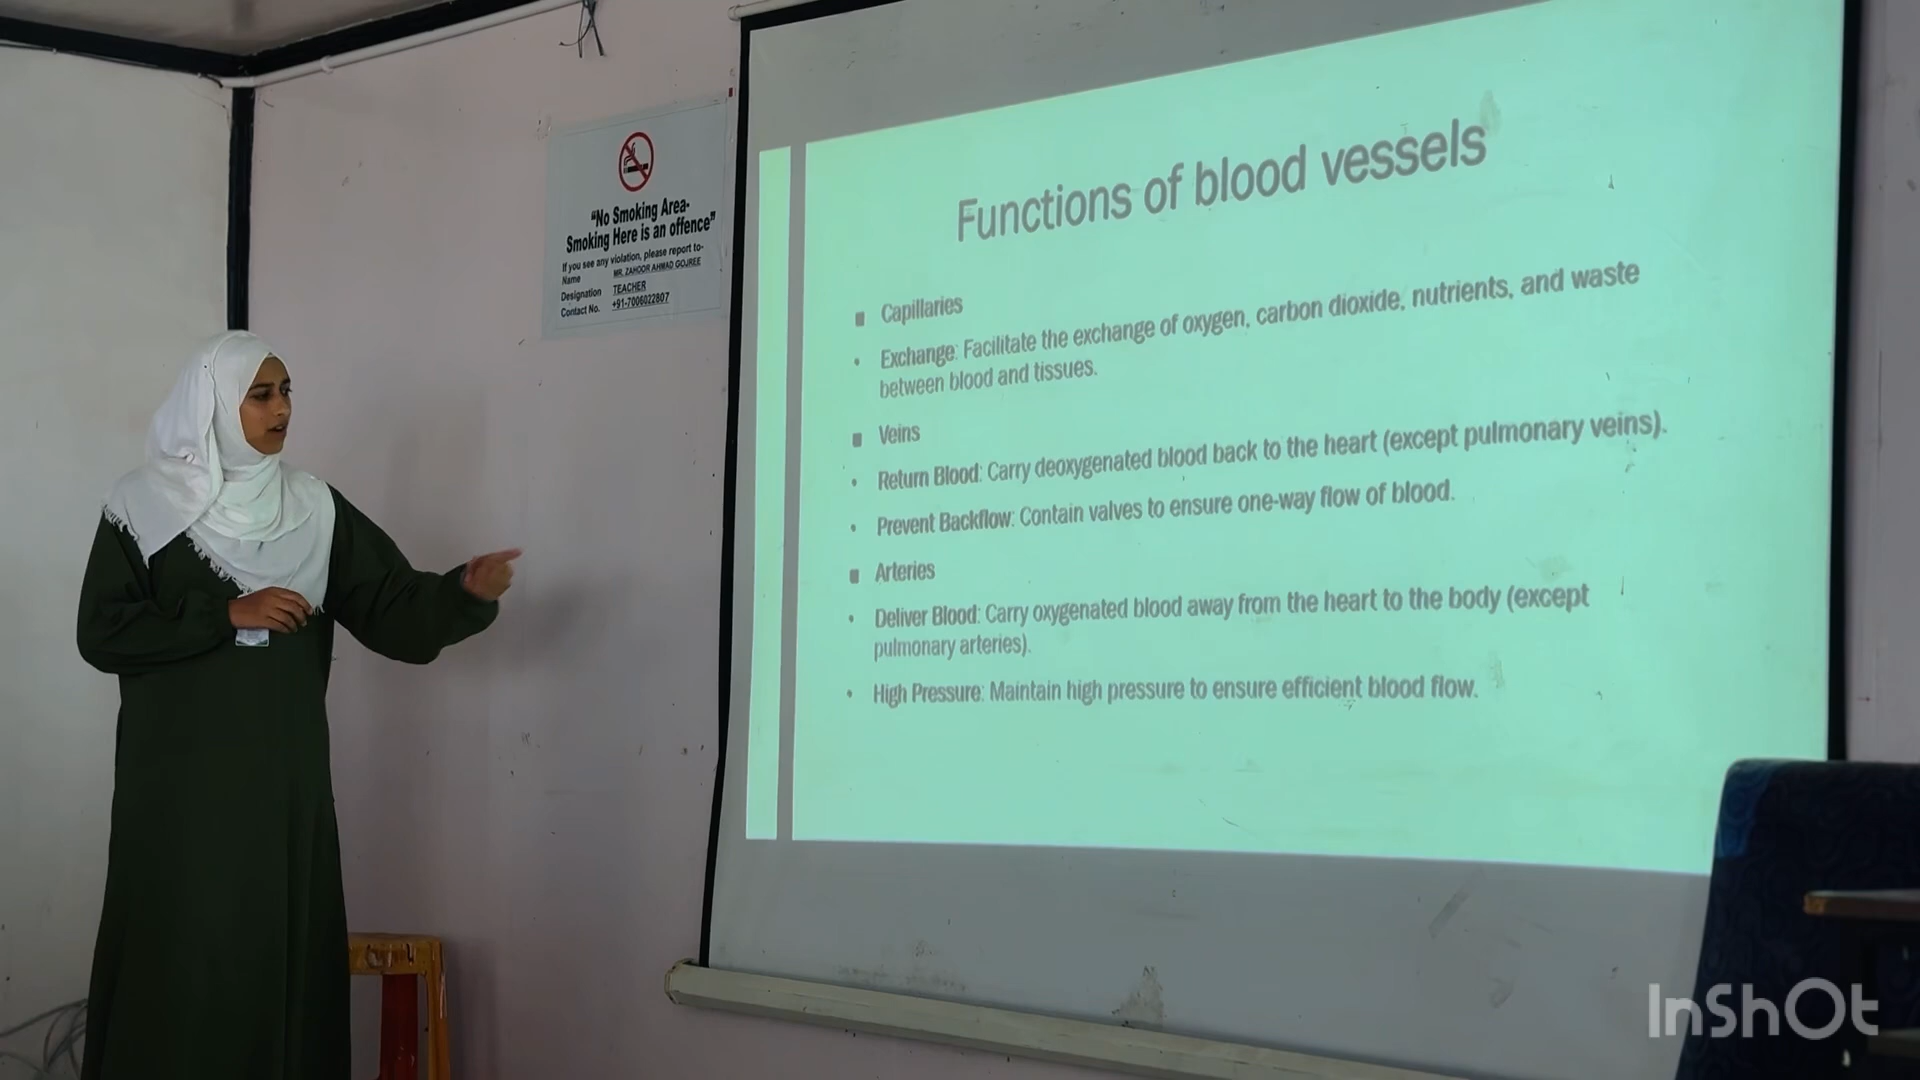 "No Smoking Area-
Smoking Here is an offence"
If you see any violation, please report to-
Name MR. ZAHOOR AHMAD GOJREE
Designation TEACHER
Contact No. +91-7006022807
Functions of blood vessels
Capillaries
Exchange: Facilitate the exchange of oxygen, carbon dioxide, nutrients, and waste
between blood and tissues.
Veins
Return Blood: Carry deoxygenated blood back to the heart (except pulmonary veins).
Prevent Backflow: Contain valves to ensure one-way flow of blood.
Arteries
Deliver Blood: Carry oxygenated blood away from the heart to the body (except
pulmonary arteries).
High Pressure: Maintain high pressure to ensure efficient blood flow.
InShOt